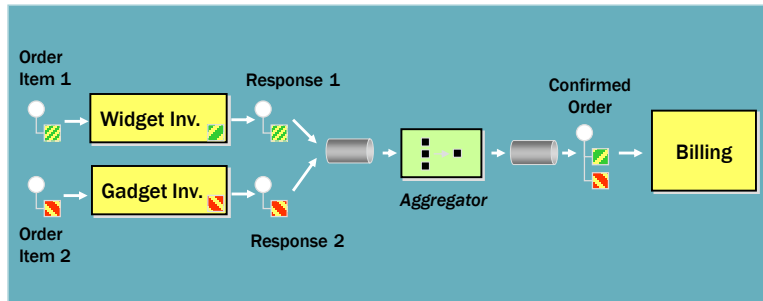 Order
Item 1
Widget Inv.
Response 1
Confirmed
Order
Billing
Aggregator
Gadget Inv.
Order
Item 2
Response 2